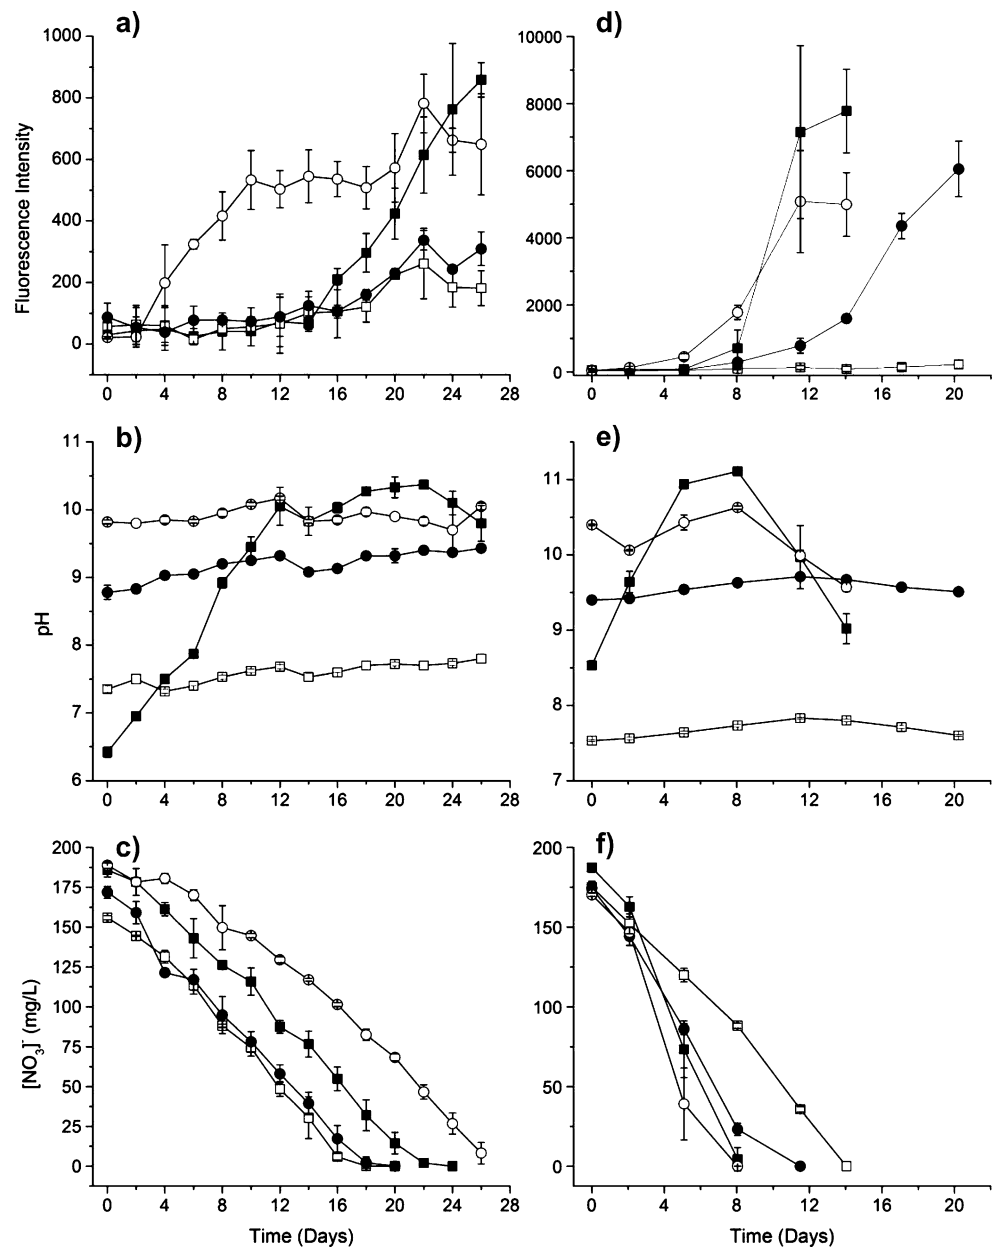 a)
1000
800
600
400
200
0
Fluorescence Intensity
0 4 8 12 16 20 24 28
d)
10000
8000
6000
4000
2000
0
0 4 8 12 16 20
b)
11
10
9
8
7
6
pH
0 4 8 12 16 20 24 28
e)
11
10
9
8
7
0 4 8 12 16 20
c)
200
175
150
125
100
75
50
25
0
[NO3]- (mg/L)
0 4 8 12 16 20 24 28
Time (Days)
f)
200
150
100
50
0
0 4 8 12 16 20
Time (Days)